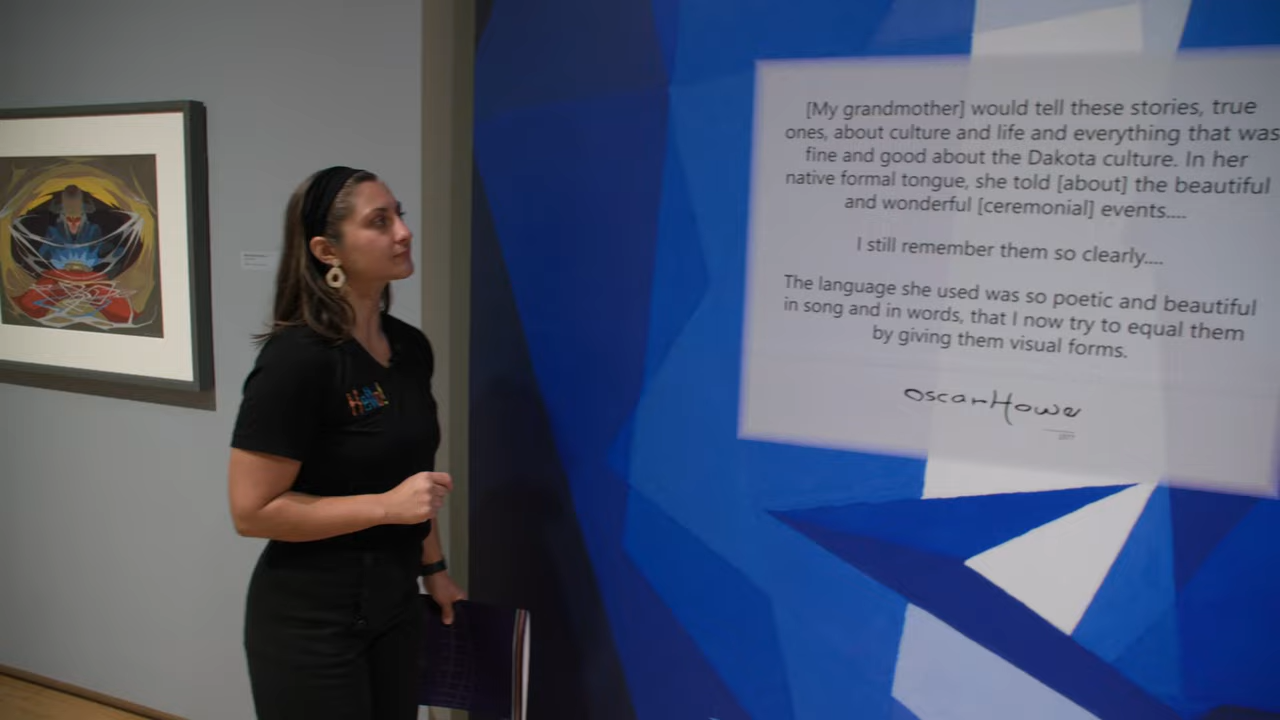 [My grandmother] would tell these stories, true
ones, about culture and life and everything that was
fine and good about the Dakota culture. In her
native formal tongue, she told [about] the beautiful
and wonderful [ceremonial] events....
I still remember them so clearly....
The language she used was so poetic and beautiful
in song and in words, that I now try to equal them
by giving them visual forms.
Oscar Howe
Hello!